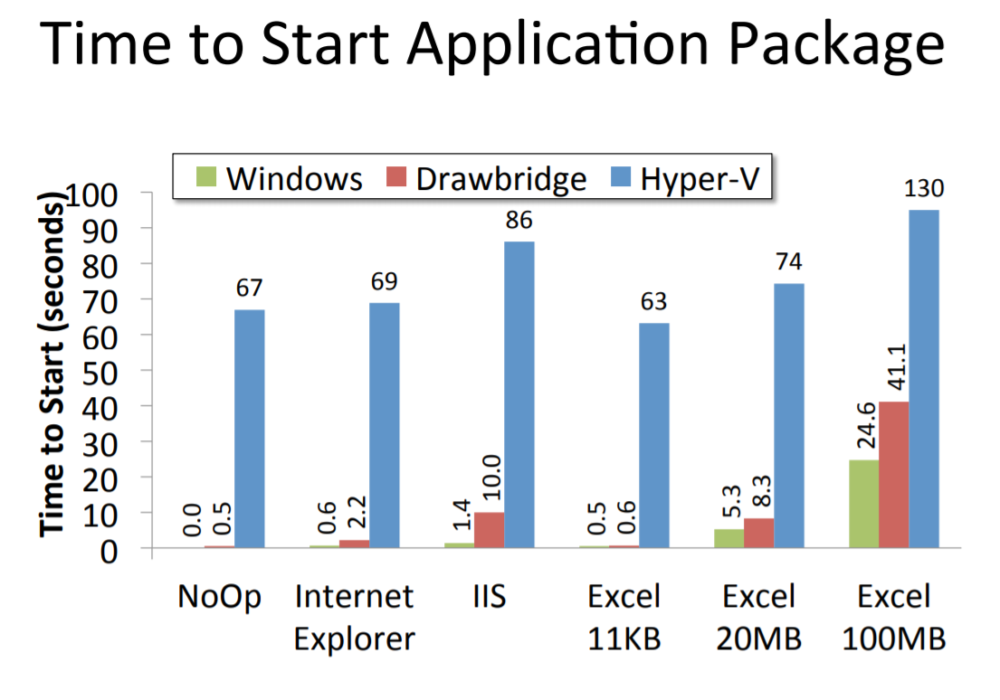 Time to Start Application Package
Windows Drawbridge Hyper-V
Time to Start (seconds)
100
90
80
70
60
50
40
30
20
10
0
0.0 0.5 67
0.6 2.2 69
1.4 10.0 86
0.5 0.6 63
5.3 8.3 74
24.6 41.1 130
NoOp Internet IIS Excel Excel Excel
Explorer 11KB 20MB 100MB